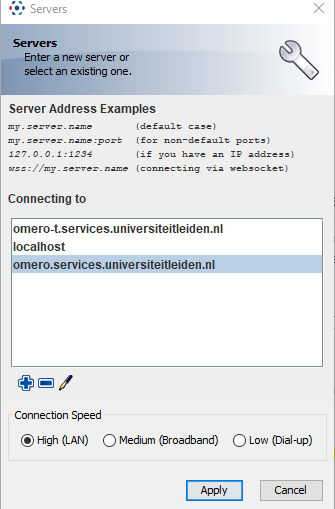 Servers
Servers
Enter a new server or
select an existing one.
Server Address Examples
my.server.name (default case)
my.server.name:port (for non-default ports)
127.0.0.1:1234 (if you have an IP address)
wss://my.server.name (connecting via websocket)
Connecting to
omero-t.services.universiteitleiden.nl
localhost
omero.services.universiteitleiden.nl
Connection Speed
High (LAN) Medium (Broadband) Low (Dial-up)
Apply Cancel